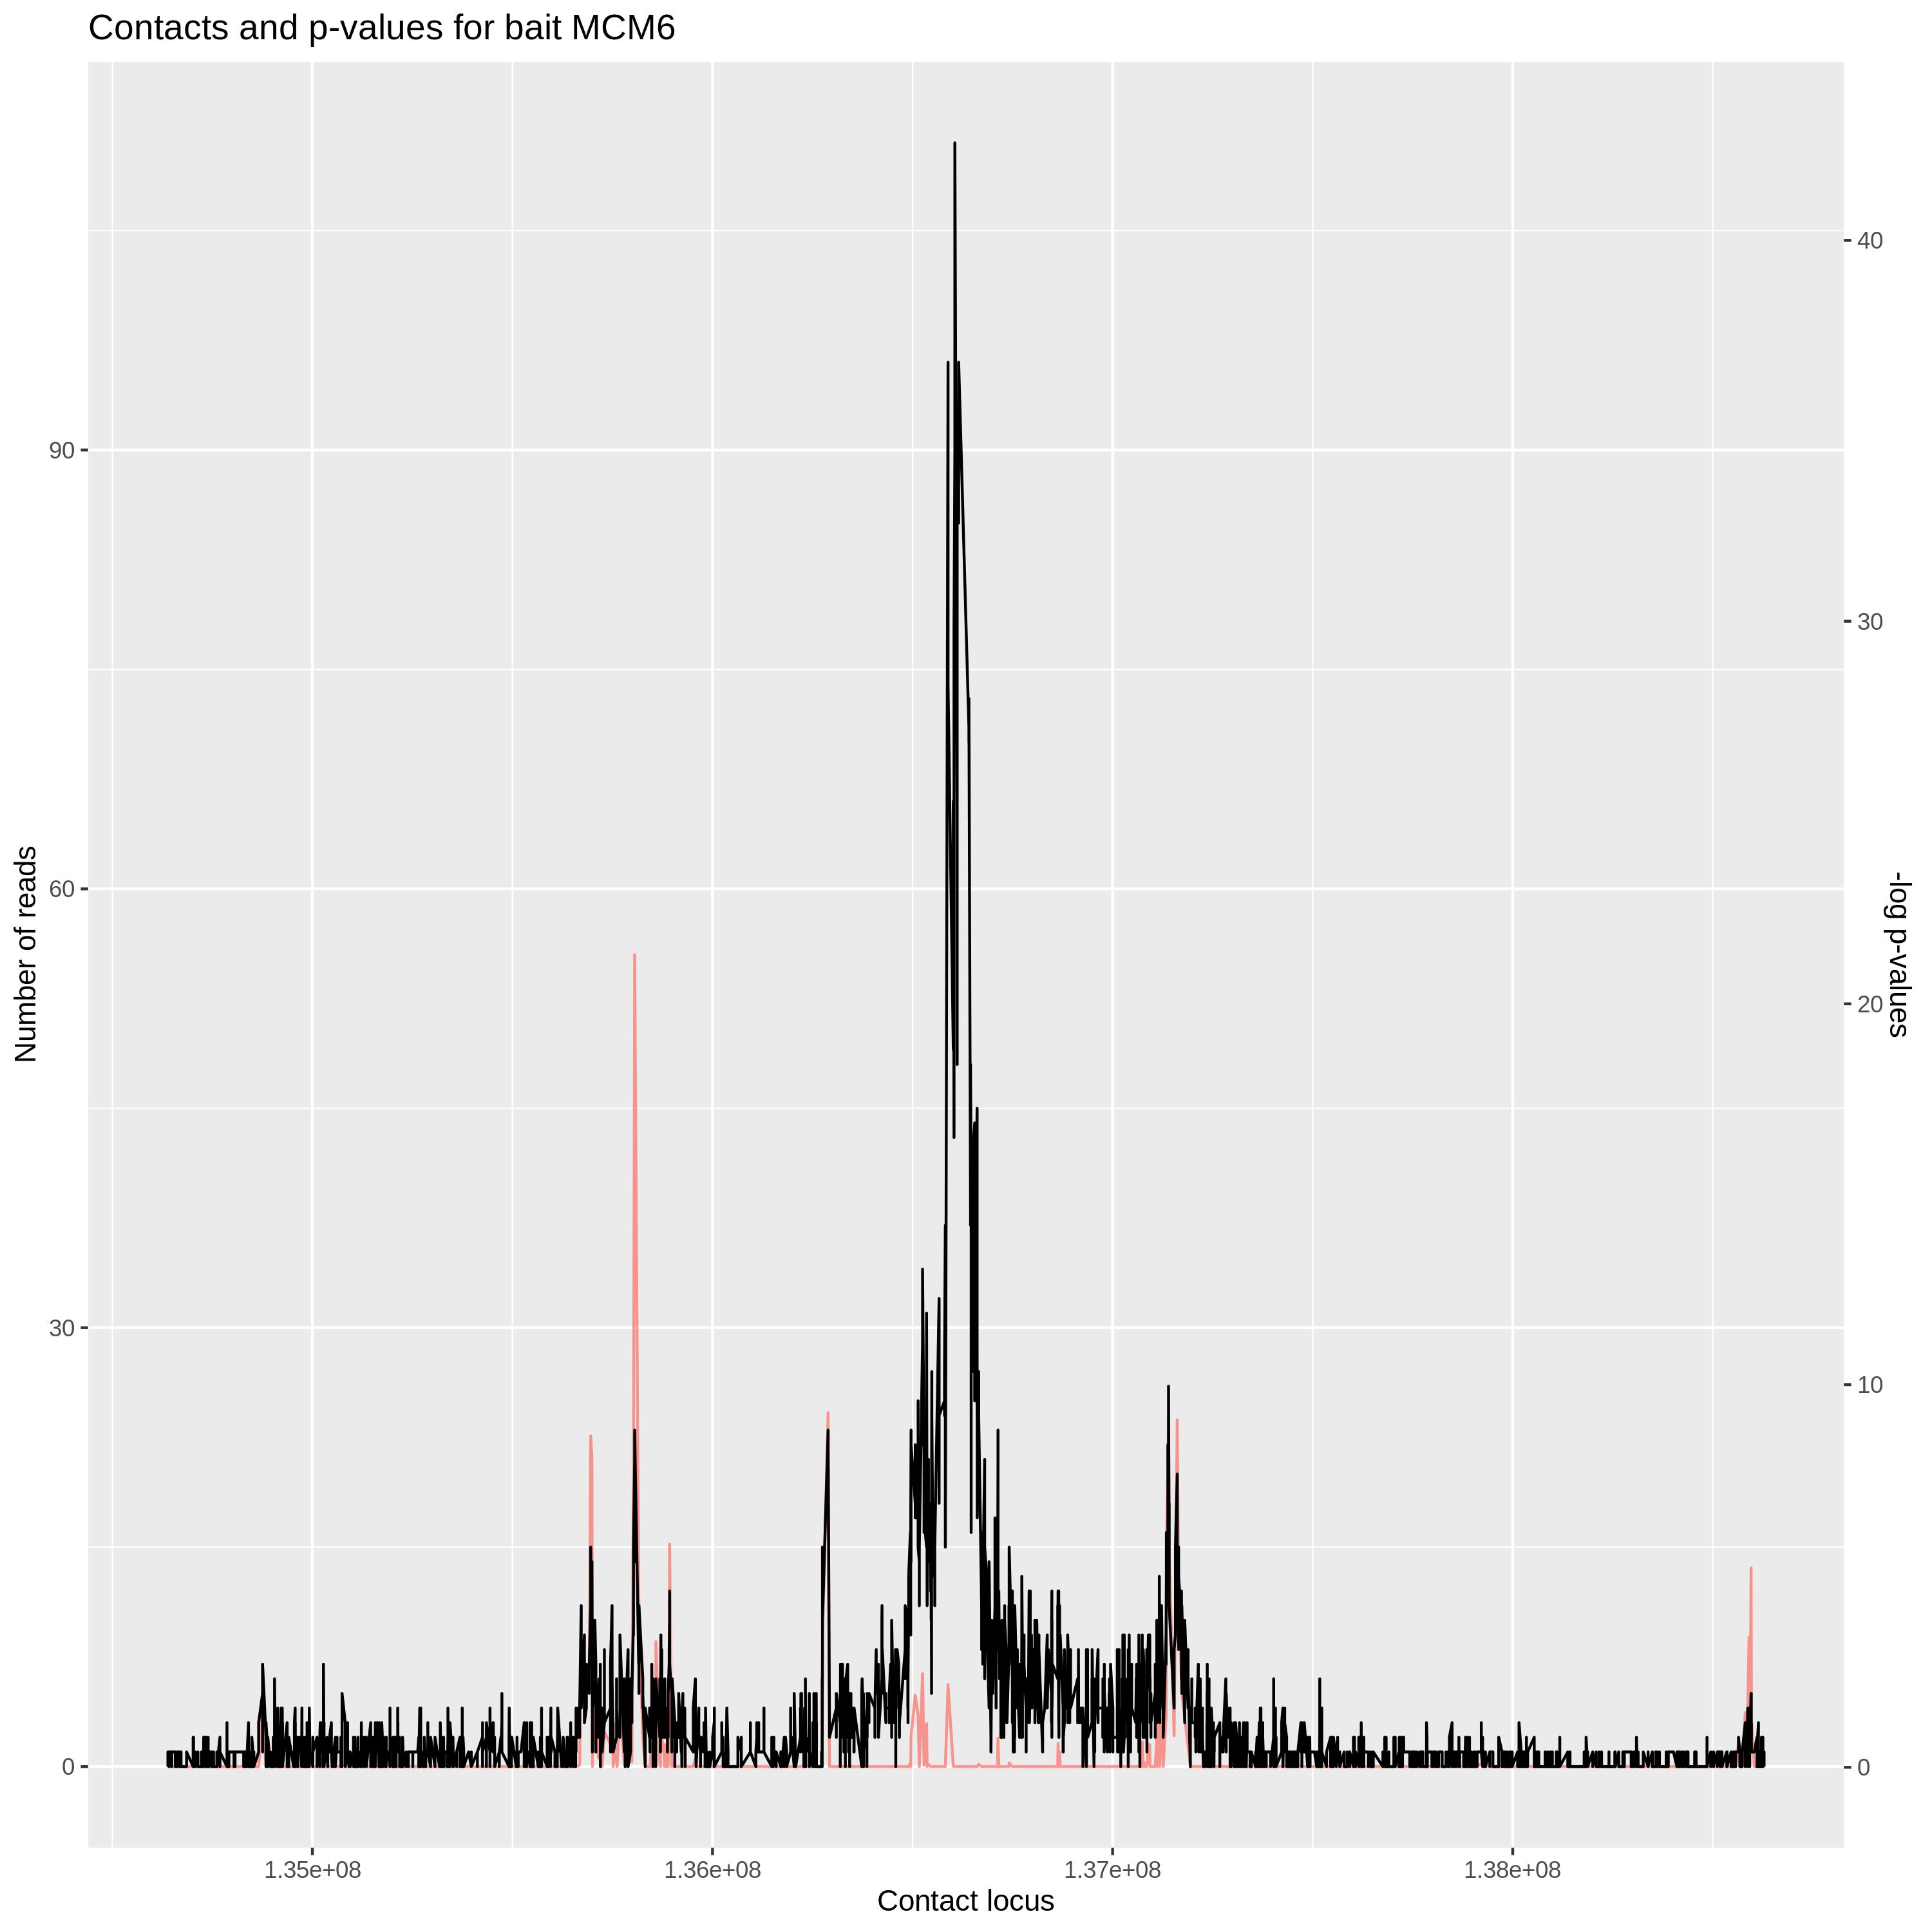 Contacts and p-values for bait MCM6
Number of reads
90
60
30
0
40
30
20
10
0
-log p-values
1.35e+08
1.36e+08
1.37e+08
1.38e+08
Contact locus